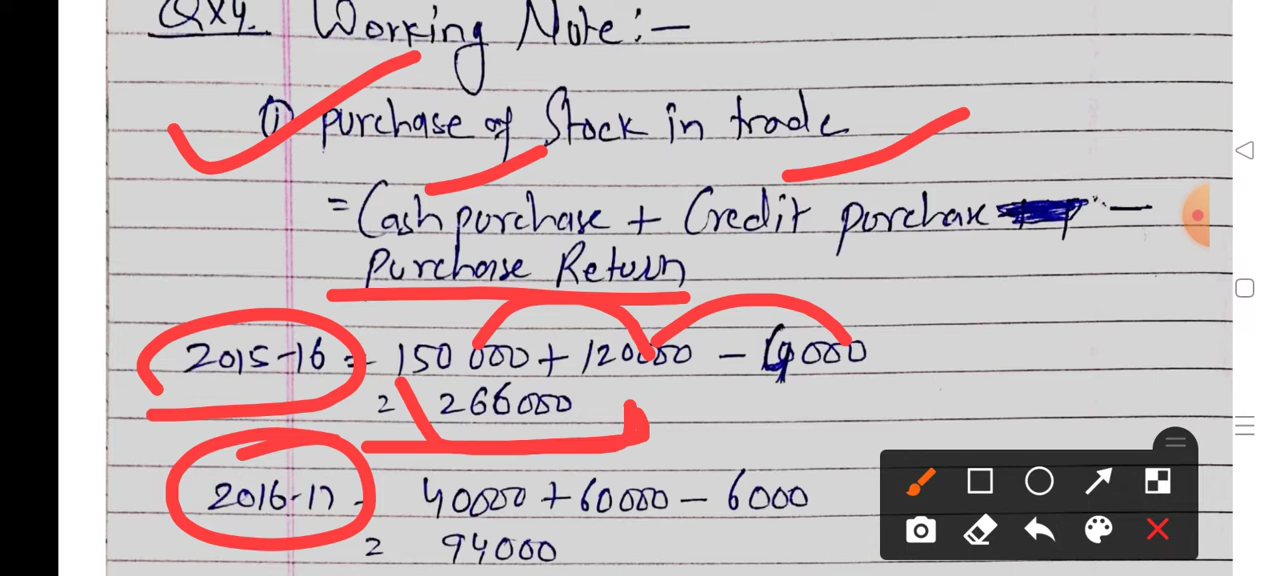 Qx4. Working Note:-
① purchase of Stock in trade
= Cash purchase + Credit purchase -
Purchase Return
2015-16 = 150000 + 120000 - 4000
= 266000
2016-17 - 40000 + 60000 - 6000
= 94000